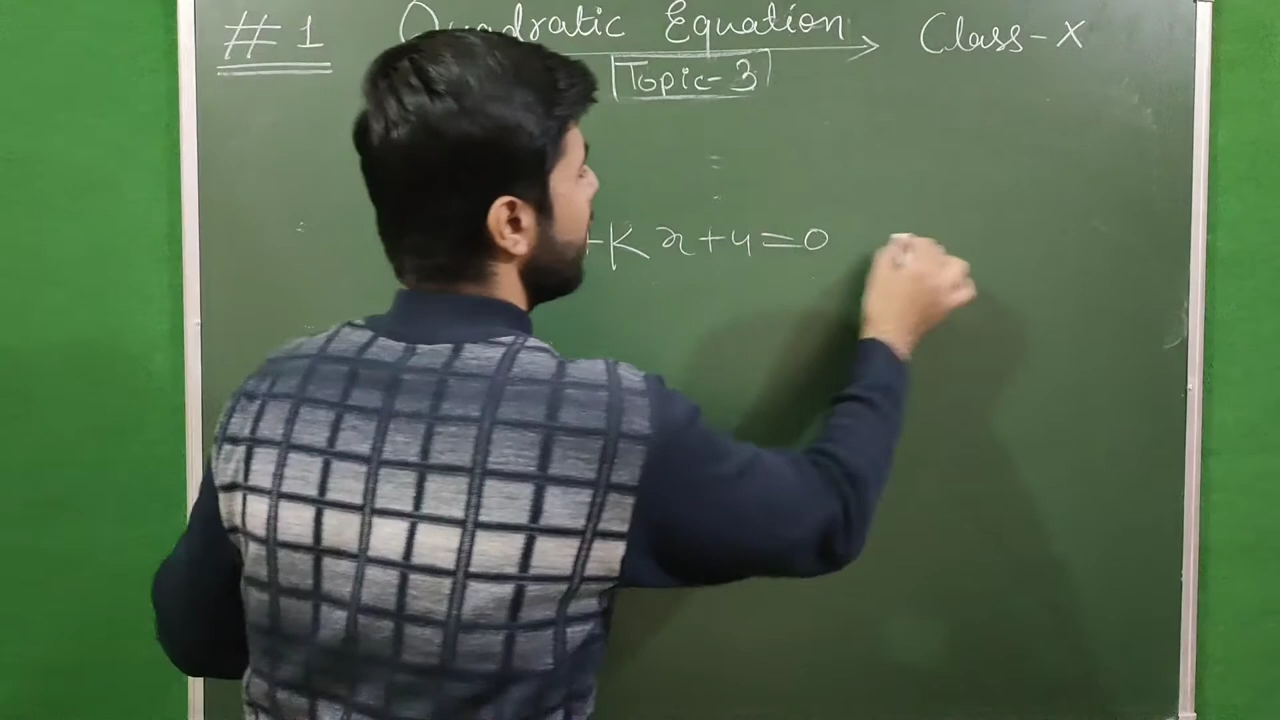 #1 Quadratic Equation Class-X
Topic-3
+Kx+4=0